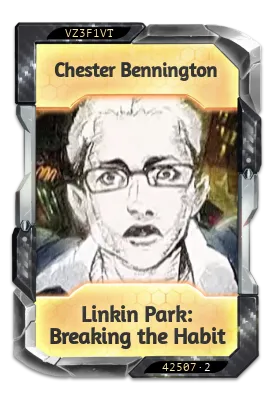 VZ3F1VT
Chester Bennington
Linkin Park:
Breaking the Habit
42507·2